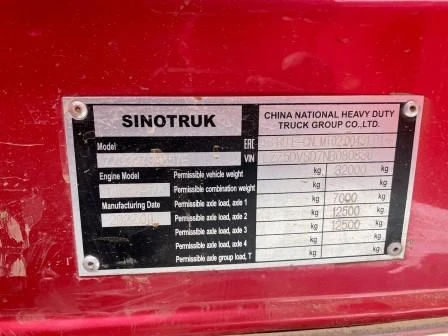 SINOTRUK
CHINA NATIONAL HEAVY DUTY
TRUCK GROUP CO.,LTD.
Model
EAC
VIN
Engine Model
Permissible vehicle weight kg 32000 kg
Permissible combination weight kg kg
Manufacturing Date
Permissible axle load, axle 1 kg 7000 kg
Permissible axle load, axle 2 kg 12500 kg
Permissible axle load, axle 3 kg 12500 kg
Permissible axle load, axle 4 kg kg
Permissible axle group load, T kg kg